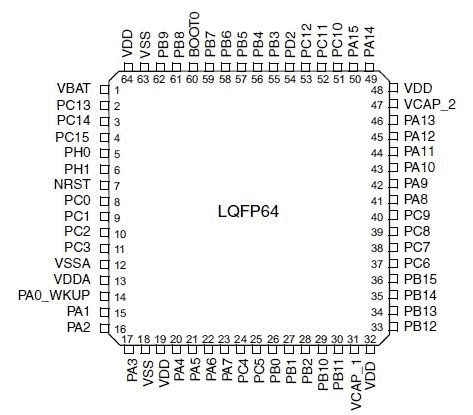 VDD VSS PB9 PB8 BOOT0 PB7 PB6 PB5 PB4 PB3 PD2 PC12 PC11 PC10 PA15 PA14
64 63 62 61 60 59 58 57 56 55 54 53 52 51 50 49
VBAT 1 48 VDD
PC13 2 47 VCAP_2
PC14 3 46 PA13
PC15 4 45 PA12
PH0 5 44 PA11
PH1 6 43 PA10
NRST 7 42 PA9
PC0 8 41 PA8
LQFP64
PC1 9 40 PC9
PC2 10 39 PC8
PC3 11 38 PC7
VSSA 12 37 PC6
VDDA 13 36 PB15
PA0_WKUP 14 35 PB14
PA1 15 34 PB13
PA2 16 33 PB12
17 18 19 20 21 22 23 24 25 26 27 28 29 30 31 32
PA3 VSS VDD PA4 PA5 PA6 PA7 PC4 PC5 PB0 PB1 PB2 PB10 PB11 VCAP_1 VDD